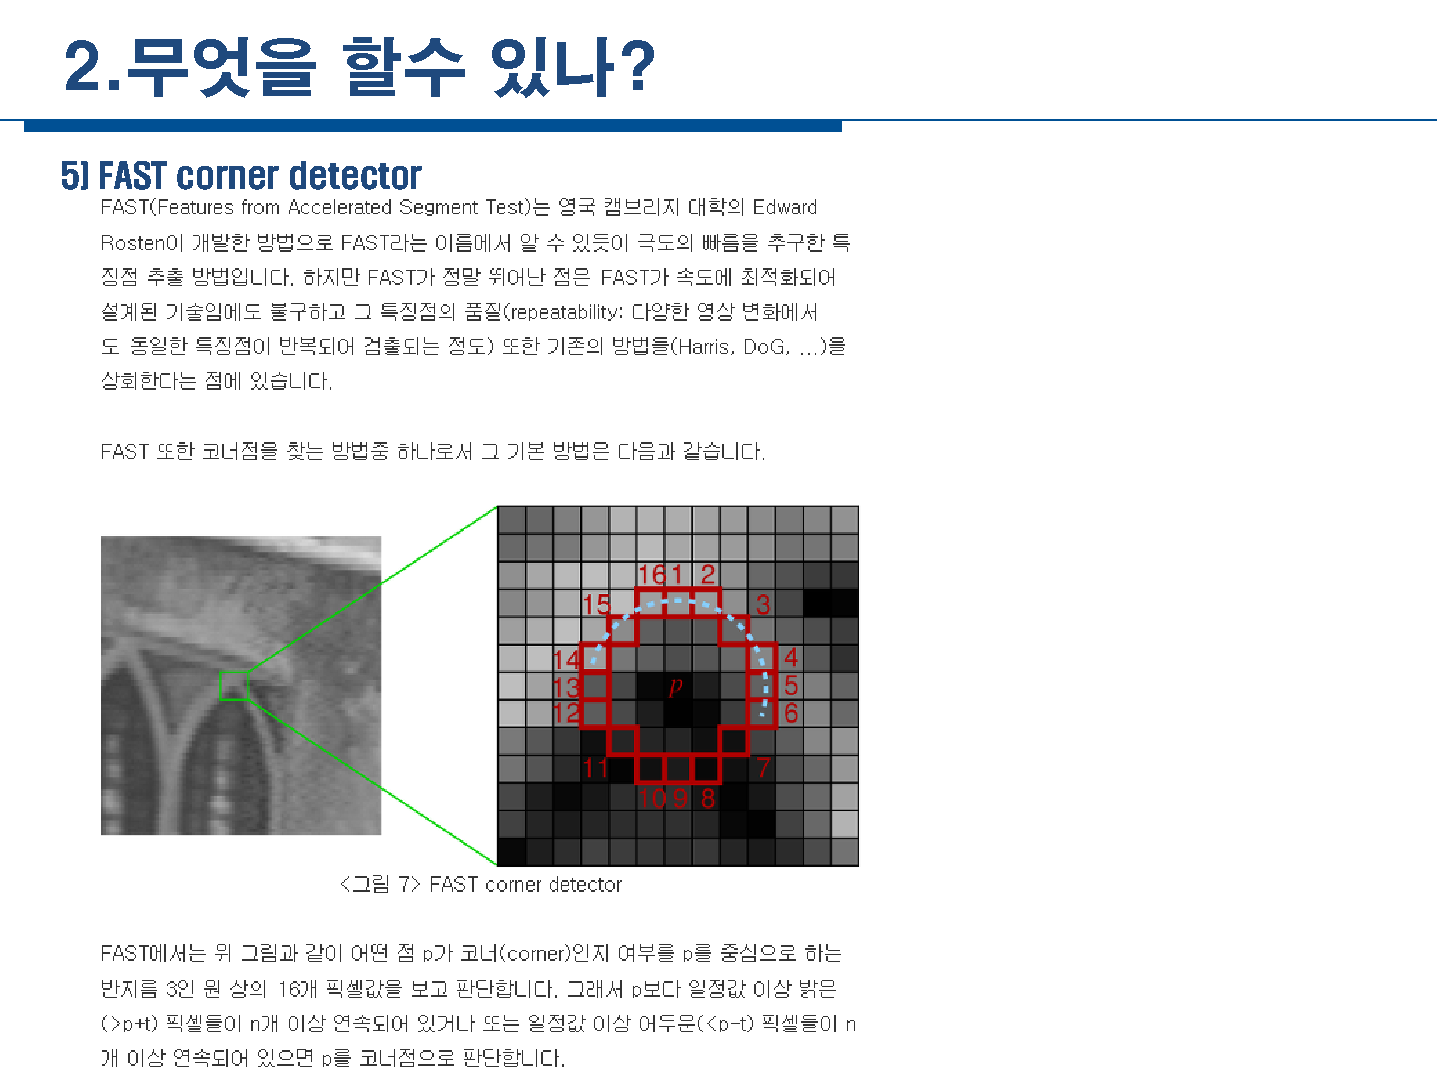 2.무엇을 할수 있나?
5) FAST corner detector
FAST(Features from Accelerated Segment Test)는 영국 캠브리지 대학의 Edward
Rosten이 개발한 방법으로 FAST라는 이름에서 알 수 있듯이 극도의 빠름을 추구한 특
징점 추출 방법입니다. 하지만 FAST가 정말 뛰어난 점은 FAST가 속도에 최적화되어
설계된 기술임에도 불구하고 그 특징점의 품질(repeatability: 다양한 영상 변화에서
도 동일한 특징점이 반복되어 검출되는 정도) 또한 기존의 방법들(Harris, DoG, ...)을
상회한다는 점에 있습니다.
FAST 또한 코너점을 찾는 방법중 하나로서 그 기본 방법은 다음과 같습니다.
16 1 2
15 3
14 4
13 p 5
12 6
11 7
10 9 8
<그림 7> FAST corner detector
FAST에서는 위 그림과 같이 어떤 점 p가 코너(corner)인지 여부를 p를 중심으로 하는
반지름 3인 원 상의 16개 픽셀값을 보고 판단합니다. 그래서 p보다 일정값 이상 밝은
(>p+t) 픽셀들이 n개 이상 연속되어 있거나 또는 일정값 이상 어두운(<p-t) 픽셀들이 n
개 이상 연속되어 있으면 p를 코너점으로 판단합니다.